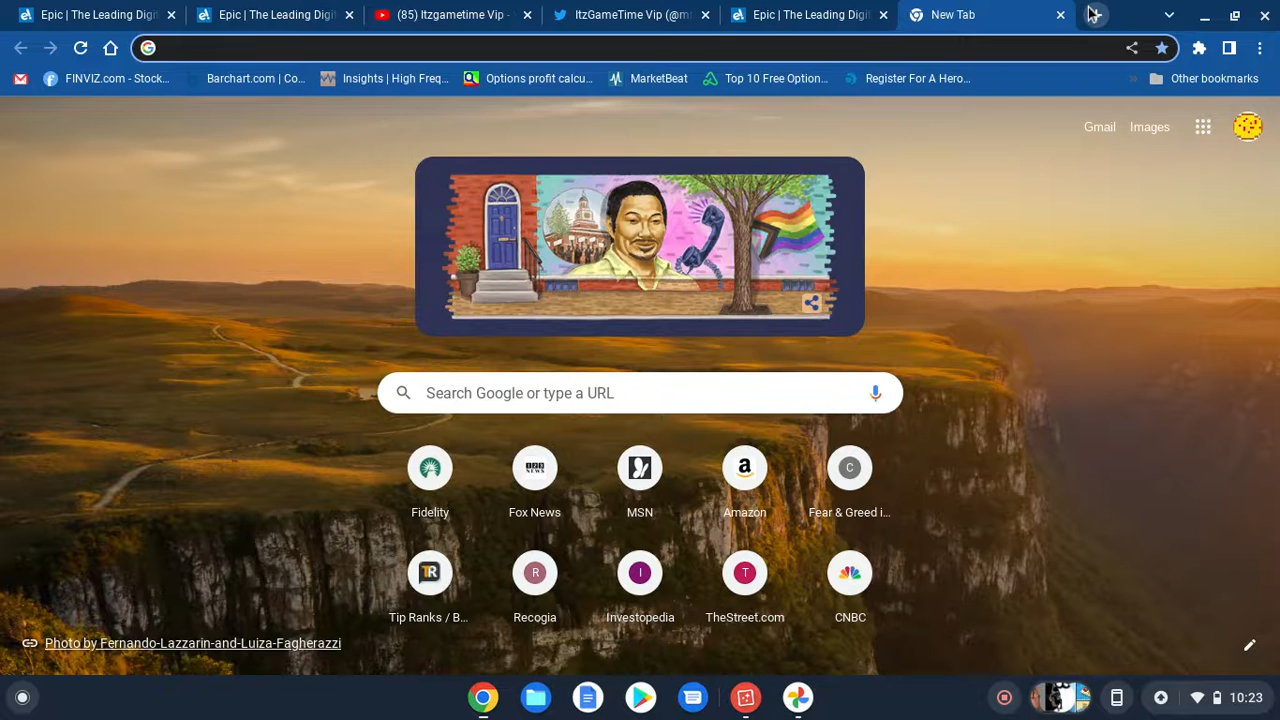 Epic | The Leading Digi
Epic | The Leading Digi
(85) Itzgametime Vip -
ItzGameTime Vip (@m
Epic | The Leading Digi
New Tab
FINVIZ.com - Stock...
Barchart.com | Co...
Insights | High Freq...
Options profit calcu...
MarketBeat
Top 10 Free Option...
Register For A Hero...
»
Other bookmarks
Gmail
Images
Search Google or type a URL
Fidelity
Fox News
MSN
Amazon
Fear & Greed i...
Tip Ranks / B...
Recogia
Investopedia
TheStreet.com
CNBC
Photo by Fernando-Lazzarin-and-Luiza-Fagherazzi
10:23